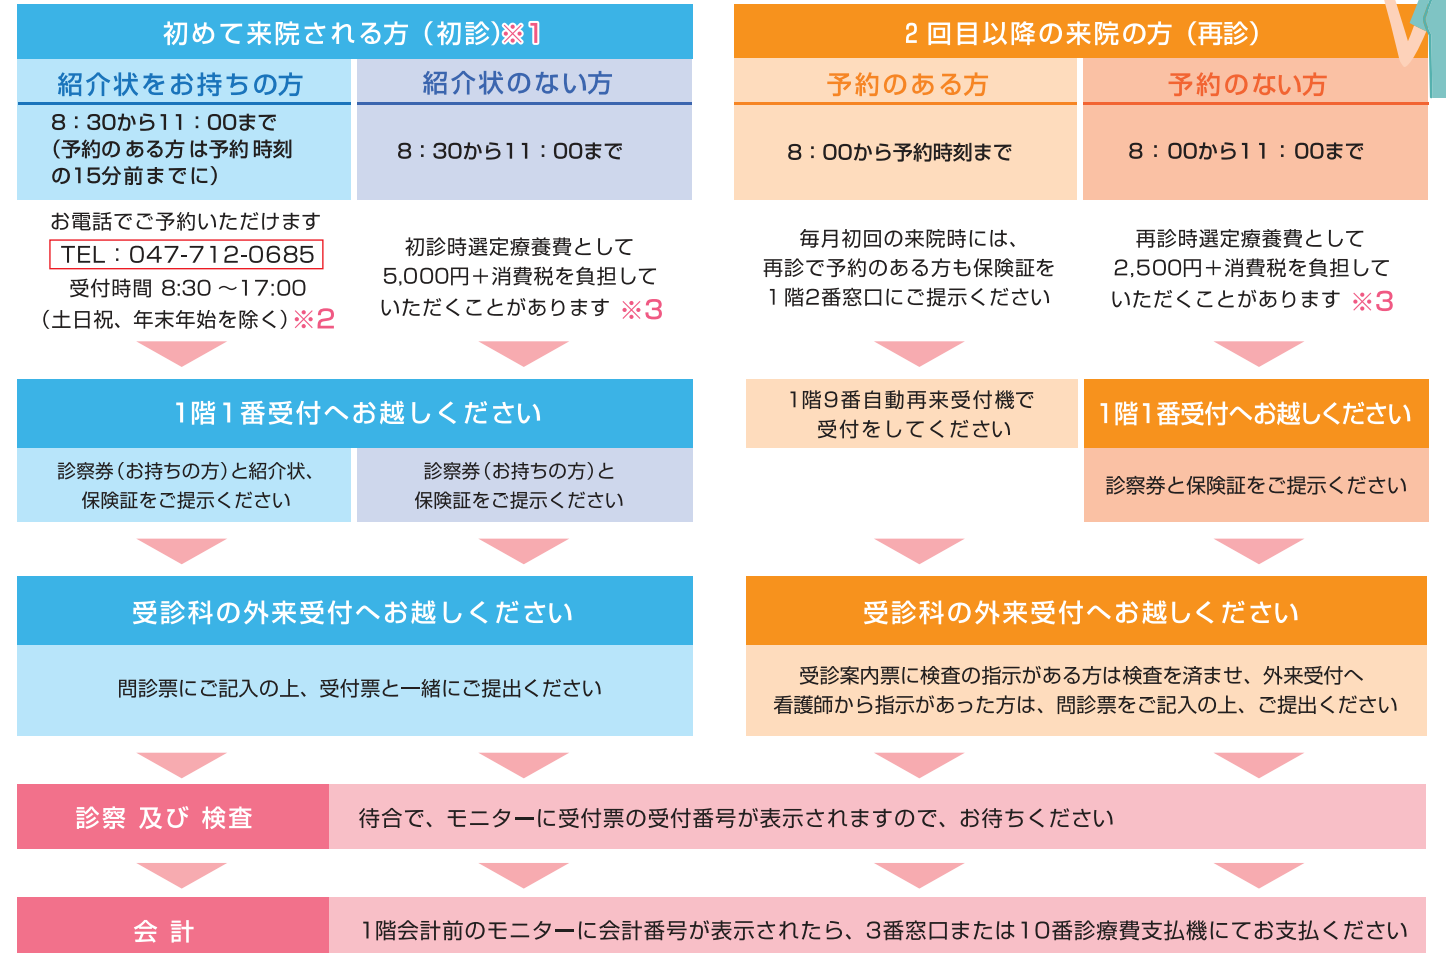 初めて来院される方（初診）※1
紹介状をお持ちの方
8：30から11：00まで
（予約のある方は予約時刻
の15分前までに）
お電話でご予約いただけます
TEL：047-712-0685
受付時間 8:30～17:00
（土日祝、年末年始を除く）※2
紹介状のない方
8：30から11：00まで
初診時選定療養費として
5,000円＋消費税を負担して
いただくことがあります ※3
1階1番受付へお越しください
診察券（お持ちの方）と紹介状、
保険証をご提示ください
診察券（お持ちの方）と
保険証をご提示ください
受診科の外来受付へお越しください
問診票にご記入の上、受付票と一緒にご提出ください
2回目以降の来院の方（再診）
予約のある方
8：00から予約時刻まで
毎月初回の来院時には、
再診で予約のある方も保険証を
1階2番窓口にご提示ください
1階9番自動再来受付機で
受付をしてください
予約のない方
8：00から11：00まで
再診時選定療養費として
2,500円＋消費税を負担して
いただくことがあります ※3
1階1番受付へお越しください
診察券と保険証をご提示ください
受診科の外来受付へお越しください
受診案内票に検査の指示がある方は検査を済ませ、外来受付へ
看護師から指示があった方は、問診票をご記入の上、ご提出ください
診察 及び 検査
待合で、モニターに受付票の受付番号が表示されますので、お待ちください
会 計
1階会計前のモニターに会計番号が表示されたら、3番窓口または10番診療費支払機にてお支払ください